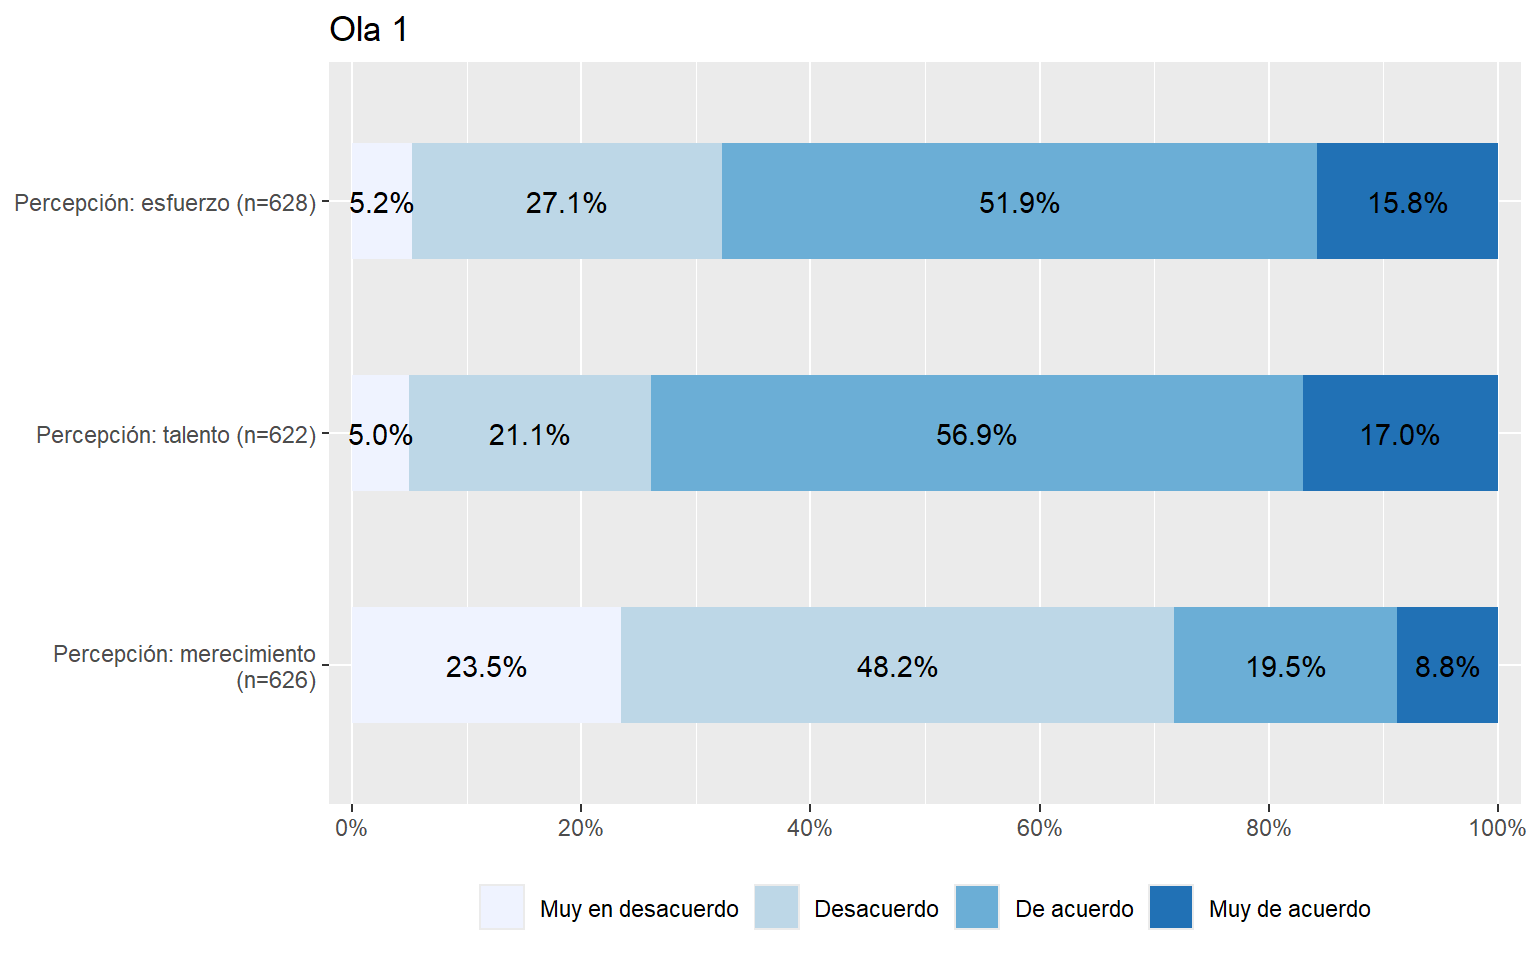 Ola 1
Percepción: esfuerzo (n=628)
5.2%
27.1%
51.9%
15.8%
Percepción: talento (n=622)
5.0%
21.1%
56.9%
17.0%
Percepción: merecimiento
(n=626)
23.5%
48.2%
19.5%
8.8%
0%
20%
40%
60%
80%
100%
Muy en desacuerdo
Desacuerdo
De acuerdo
Muy de acuerdo